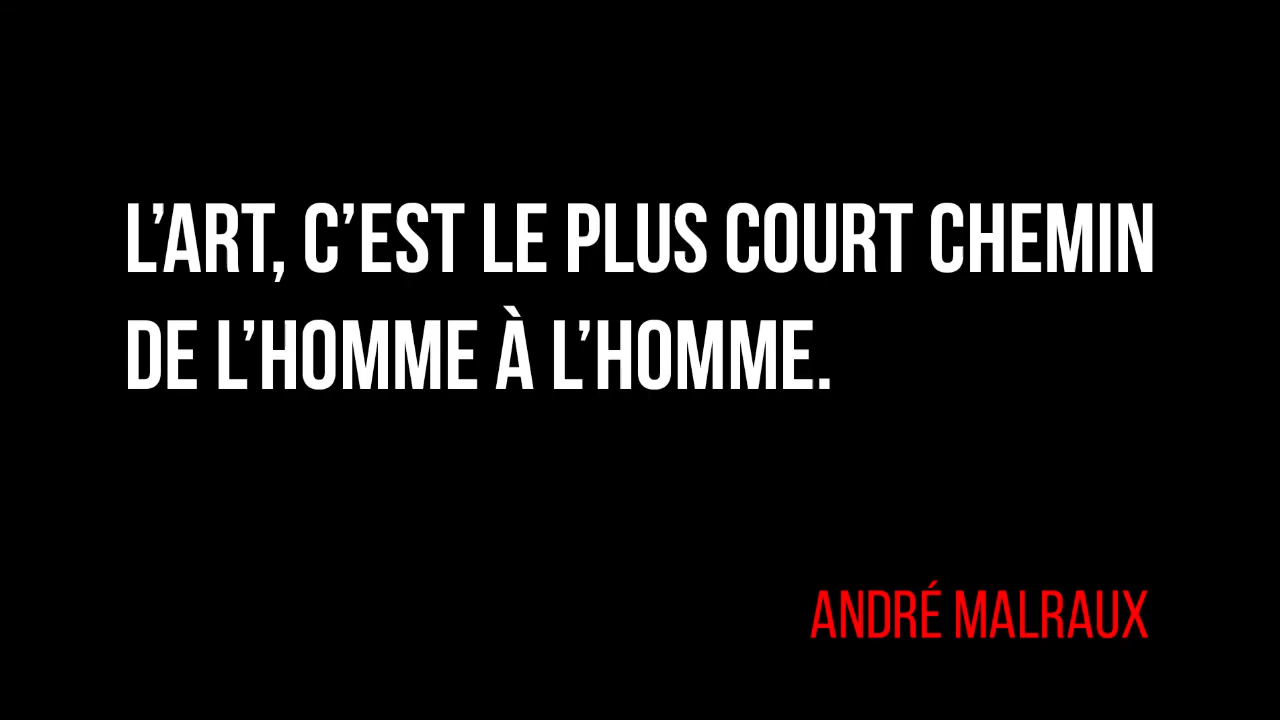 L’ART, C’EST LE PLUS COURT CHEMIN
DE L’HOMME À L’HOMME.
ANDRÉ MALRAUX